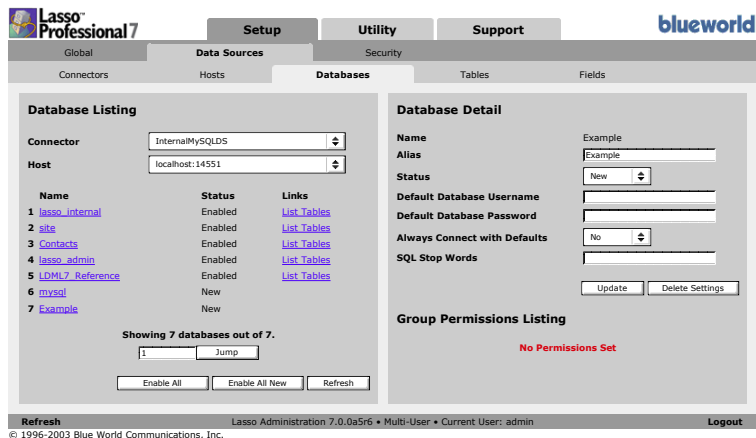 Lasso™
Professional 7
Setup Utility Support
blueworld
Global Data Sources Security
Connectors Hosts Databases Tables Fields
Database Listing
Connector InternalMySQLDS
Host localhost:14551
Name Status Links
1 lasso_internal Enabled List Tables
2 site Enabled List Tables
3 Contacts Enabled List Tables
4 lasso_admin Enabled List Tables
5 LDML7_Reference Enabled List Tables
6 mysql New
7 Example New
Showing 7 databases out of 7.
1 Jump
Enable All Enable All New Refresh
Database Detail
Name Example
Alias Example
Status New
Default Database Username
Default Database Password
Always Connect with Defaults No
SQL Stop Words
Update Delete Settings
Group Permissions Listing
No Permissions Set
Refresh Lasso Administration 7.0.0a5r6 • Multi-User • Current User: admin Logout
© 1996-2003 Blue World Communications, Inc.